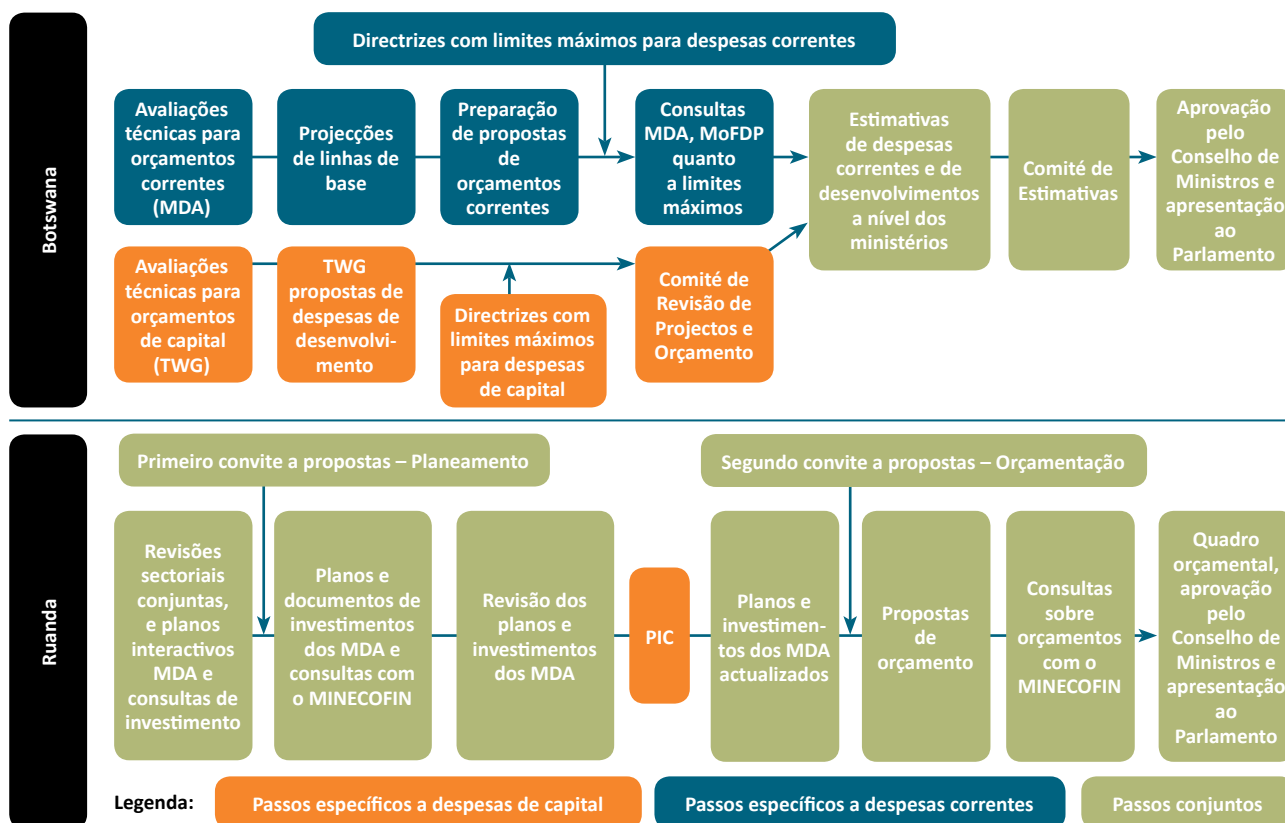 Botswana
Directrizes com limites máximos para despesas correntes
Avaliações
técnicas para
orçamentos
correntes
(MDA)
Projecções
de linhas de
base
Preparação
de propostas
de
orçamentos
correntes
Consultas
MDA, MoFDP
quanto
a limites
máximos
Estimativas
de despesas
correntes e de
desenvolvimentos
a nível dos
ministérios
Comité de
Estimativas
Aprovação
pelo
Conselho de
Ministros e
apresentação
ao
Parlamento
Avaliações
técnicas para
orçamentos
de capital
(TWG)
TWG
propostas de
despesas de
desenvolvi-
mento
Directrizes com
limites máximos
para despesas
de capital
Comité de
Revisão de
Projectos e
Orçamento
Ruanda
Primeiro convite a propostas – Planeamento
Segundo convite a propostas – Orçamentação
Revisões
sectoriais
conjuntas,
e planos
interactivos
MDA e
consultas de
investimento
Planos e
documentos de
investimentos
dos MDA e
consultas com
o MINECOFIN
Revisão dos
planos e
investimentos
dos MDA
PIC
Planos e
investimen-
tos dos MDA
actualizados
Propostas
de
orçamento
Consultas
sobre
orçamentos
com o
MINECOFIN
Quadro
orçamental,
aprovação
pelo
Conselho de
Ministros e
apresentação
ao
Parlamento
Legenda:
Passos específicos a despesas de capital
Passos específicos a despesas correntes
Passos conjuntos